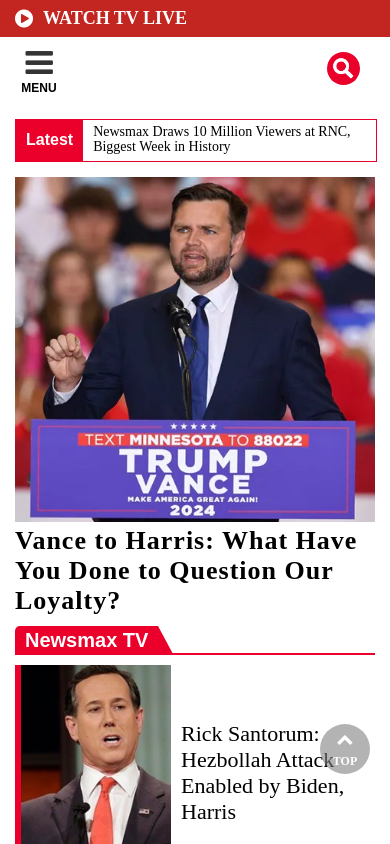 WATCH TV LIVE
MENU
Latest
Newsmax Draws 10 Million Viewers at RNC,
Biggest Week in History
TEXT MINNESOTA TO 88022
TRUMP
VANCE
MAKE AMERICA GREAT AGAIN!
2024
Vance to Harris: What Have
You Done to Question Our
Loyalty?
Newsmax TV
Rick Santorum:
Hezbollah Attack
Enabled by Biden,
Harris
TOP